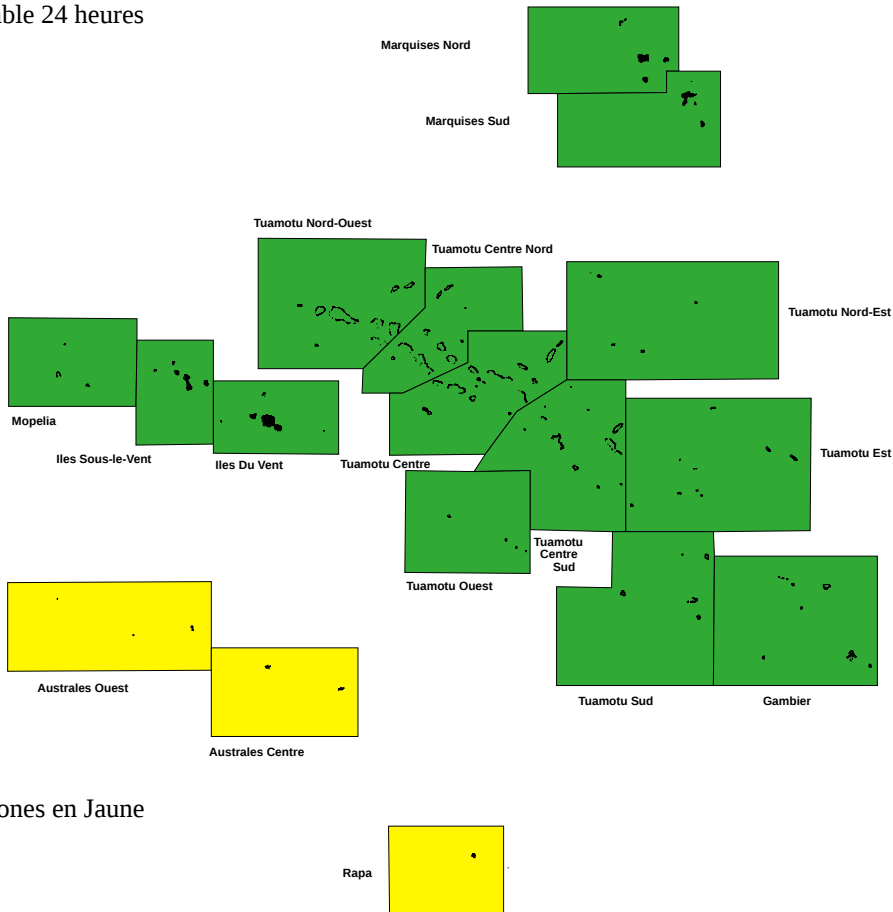 24 heures
Marquises Nord
Marquises Sud
Tuamotu Nord-Ouest
Tuamotu Centre Nord
Tuamotu Nord-Est
Mopelia
Iles Sous-le-Vent
Iles Du Vent
Tuamotu Centre
Tuamotu Est
Tuamotu
Centre
Sud
Tuamotu Ouest
Australes Ouest
Tuamotu Sud
Gambier
Australes Centre
en Jaune
Rapa